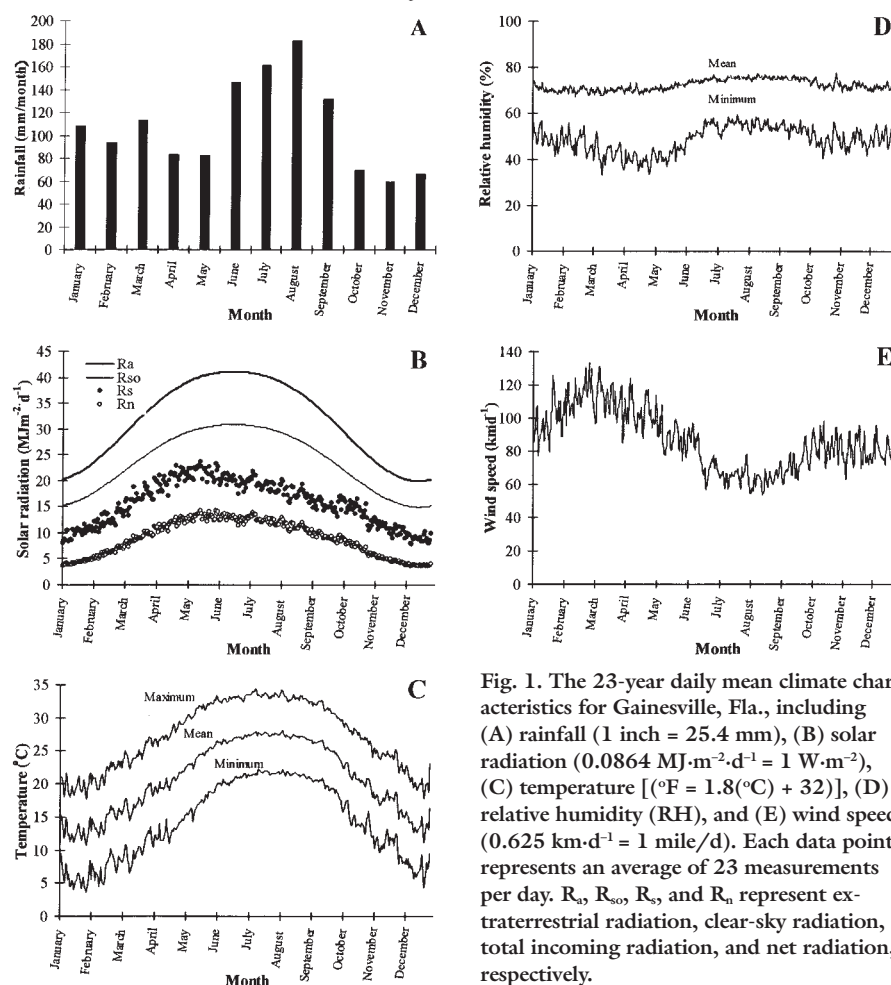 A
Rainfall (mm/month)
200
180
160
140
120
100
80
60
40
20
0
January
February
March
April
May
June
July
August
September
October
November
December
Month
D
Relative humidity (%)
100
80
60
40
20
0
Mean
Minimum
January
February
March
April
May
June
July
August
September
October
November
December
Month
B
Solar radiation (MJm⁻²d⁻¹)
45
40
35
30
25
20
15
10
5
0
Ra
Rso
Rs
Rn
January
February
March
April
May
June
July
August
September
October
November
December
Month
E
Wind speed (kmd⁻¹)
140
120
100
80
60
40
20
0
January
February
March
April
May
June
July
August
September
October
November
December
Month
C
Temperature (°C)
35
30
25
20
15
10
5
0
Maximum
Mean
Minimum
January
February
March
April
May
June
July
August
September
October
November
December
Month
Fig. 1. The 23-year daily mean climate char
acteristics for Gainesville, Fla., including
(A) rainfall (1 inch = 25.4 mm), (B) solar
radiation (0.0864 MJ·m⁻²·d⁻¹ = 1 W·m⁻²),
(C) temperature [(°F = 1.8(°C) + 32)], (D)
relative humidity (RH), and (E) wind speed
(0.625 km·d⁻¹ = 1 mile/d). Each data point
represents an average of 23 measurements
per day. Rₐ, Rₛₒ, Rₛ, and Rₙ represent ex-
traterrestrial radiation, clear-sky radiation,
total incoming radiation, and net radiation,
respectively.